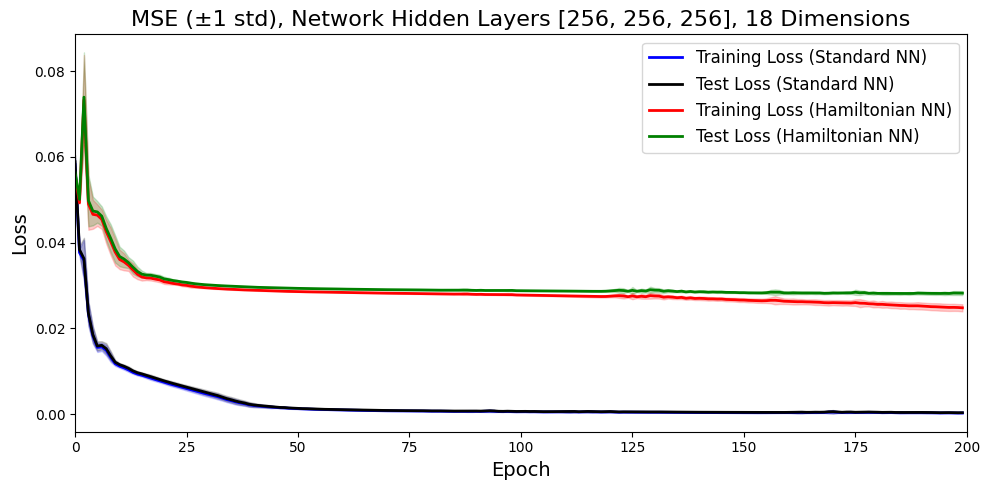 MSE (±1 std), Network Hidden Layers [256, 256, 256], 18 Dimensions
Training Loss (Standard NN)
Test Loss (Standard NN)
Training Loss (Hamiltonian NN)
Test Loss (Hamiltonian NN)
Loss
0.08
0.06
0.04
0.02
0.00
0 25 50 75 100 125 150 175 200
Epoch